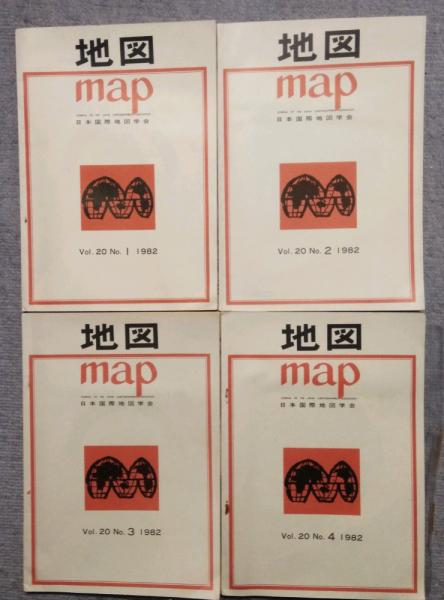 地図
map
日本国際地図学会
Vol. 20 No. 1 1982
地図
map
日本国際地図学会
Vol. 20 No. 2 1982
地図
map
日本国際地図学会
Vol. 20 No. 3 1982
地図
map
日本国際地図学会
Vol. 20 No. 4 1982